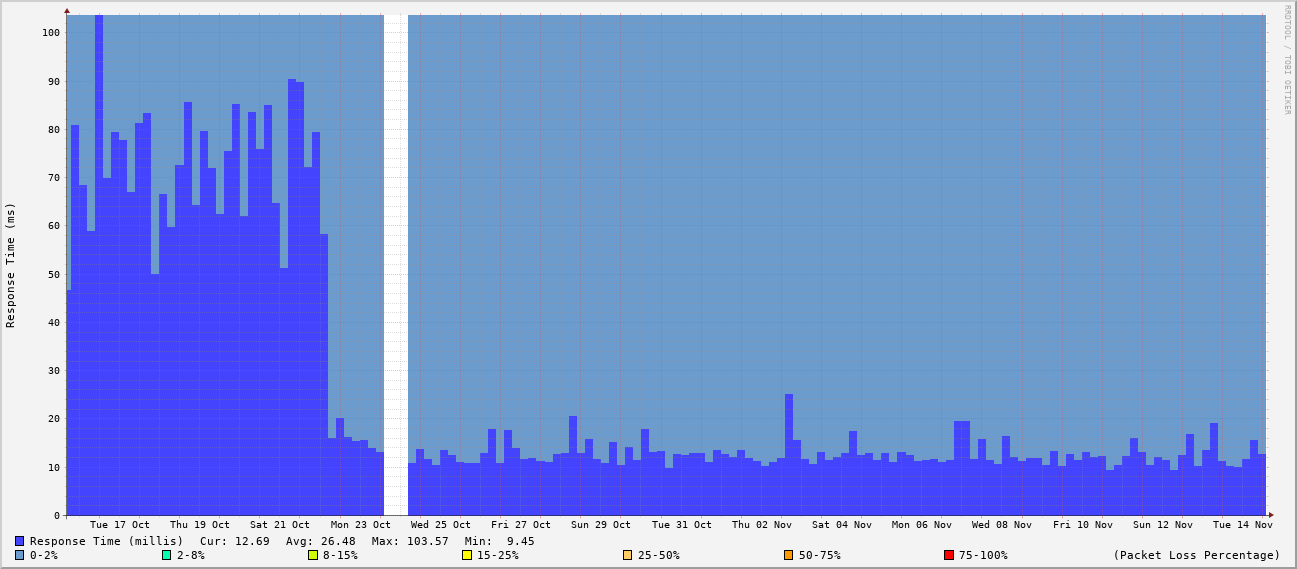 RRDTOOL / TOBI OETIKER
Response Time (ms)
100
90
80
70
60
50
40
30
20
10
0
Tue 17 Oct Thu 19 Oct Sat 21 Oct Mon 23 Oct Wed 25 Oct Fri 27 Oct Sun 29 Oct Tue 31 Oct Thu 02 Nov Sat 04 Nov Mon 06 Nov Wed 08 Nov Fri 10 Nov Sun 12 Nov Tue 14 Nov
Response Time (millis) Cur: 12.69 Avg: 26.48 Max: 103.57 Min: 9.45
0-2% 2-8% 8-15% 15-25% 25-50% 50-75% 75-100% (Packet Loss Percentage)